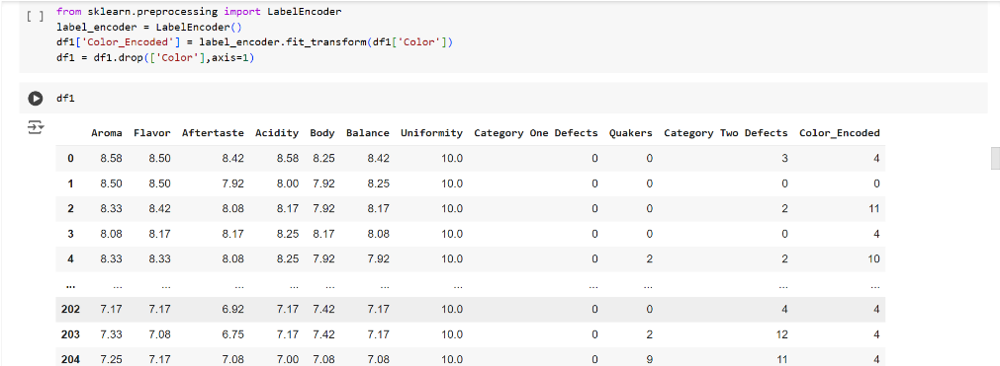 [ ] from sklearn.preprocessing import LabelEncoder
label_encoder = LabelEncoder()
df1['Color_Encoded'] = label_encoder.fit_transform(df1['Color'])
df1 = df1.drop(['Color'],axis=1)
df1
Aroma Flavor Aftertaste Acidity Body Balance Uniformity Category One Defects Quakers Category Two Defects Color_Encoded
0 8.58 8.50 8.42 8.58 8.25 8.42 10.0 0 0 3 4
1 8.50 8.50 7.92 8.00 7.92 8.25 10.0 0 0 0 0
2 8.33 8.42 8.08 8.17 7.92 8.17 10.0 0 0 2 11
3 8.08 8.17 8.17 8.25 8.17 8.08 10.0 0 0 0 4
4 8.33 8.33 8.08 8.25 7.92 7.92 10.0 0 2 2 10
... ... ... ... ... ... ... ... ... ... ... ...
202 7.17 7.17 6.92 7.17 7.42 7.17 10.0 0 0 4 4
203 7.33 7.08 6.75 7.17 7.42 7.17 10.0 0 2 12 4
204 7.25 7.17 7.08 7.00 7.08 7.08 10.0 0 9 11 4